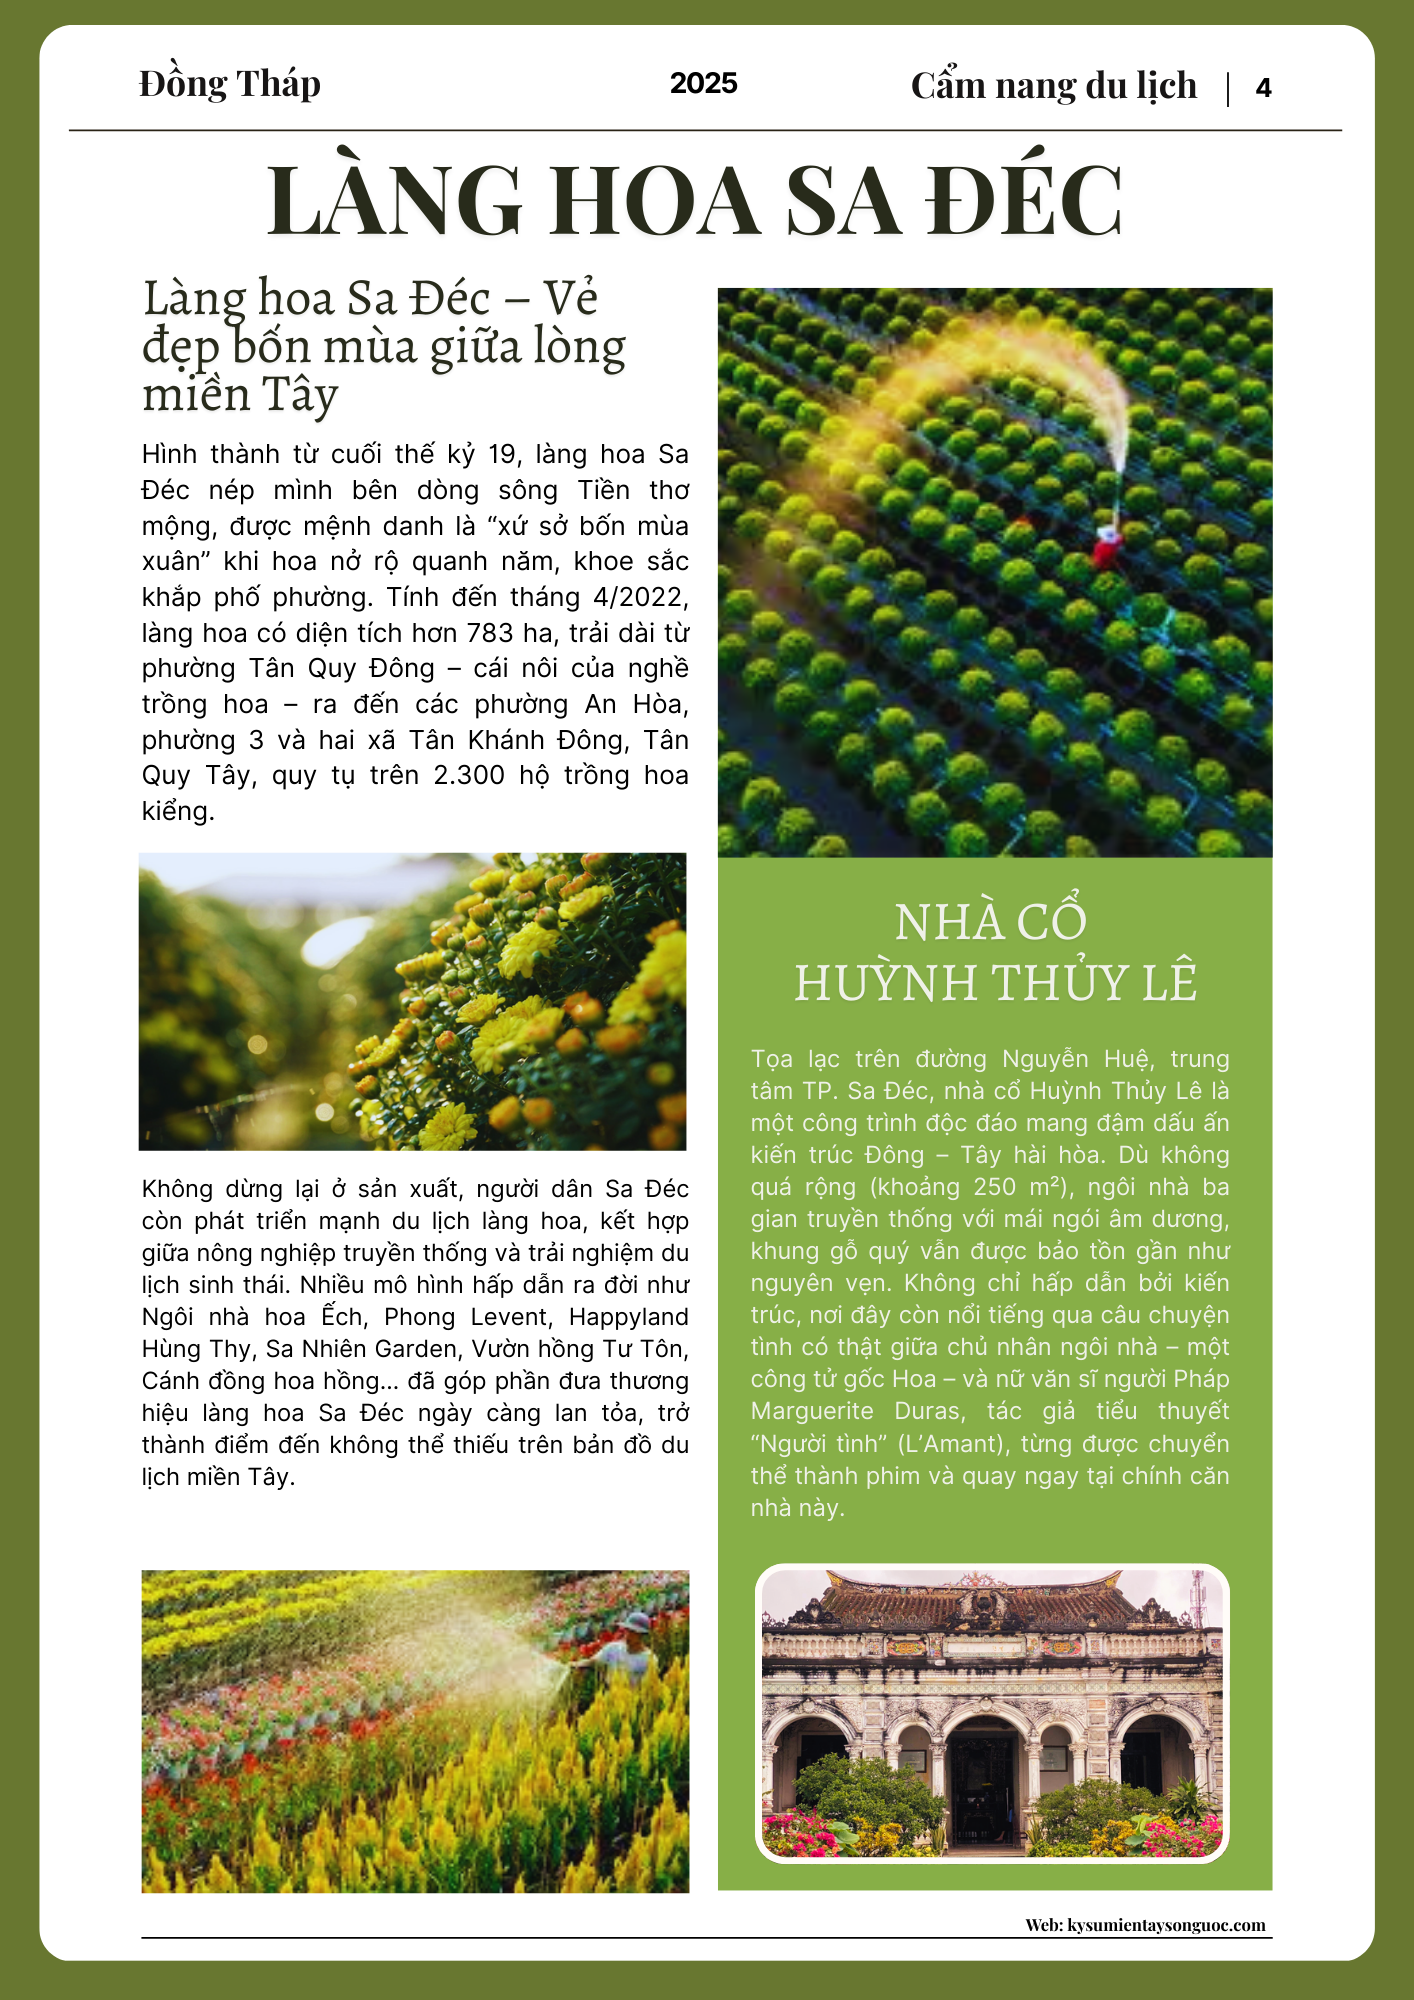 Đồng Tháp
2025
Cẩm nang du lịch | 4
LÀNG HOA SA ĐÉC
Làng hoa Sa Đéc – Vẻ
đẹp bốn mùa giữa lòng
miền Tây
Hình thành từ cuối thế kỷ 19, làng hoa Sa
Đéc nép mình bên dòng sông Tiền thơ
mộng, được mệnh danh là “xứ sở bốn mùa
xuân” khi hoa nở rộ quanh năm, khoe sắc
khắp phố phường. Tính đến tháng 4/2022,
làng hoa có diện tích hơn 783 ha, trải dài từ
phường Tân Quy Đông – cái nôi của nghề
trồng hoa – ra đến các phường An Hòa,
phường 3 và hai xã Tân Khánh Đông, Tân
Quy Tây, quy tụ trên 2.300 hộ trồng hoa
kiểng.
Không dừng lại ở sản xuất, người dân Sa Đéc
còn phát triển mạnh du lịch làng hoa, kết hợp
giữa nông nghiệp truyền thống và trải nghiệm du
lịch sinh thái. Nhiều mô hình hấp dẫn ra đời như
Ngôi nhà hoa Ếch, Phong Levent, Happyland
Hùng Thy, Sa Nhiên Garden, Vườn hồng Tư Tôn,
Cánh đồng hoa hồng... đã góp phần đưa thương
hiệu làng hoa Sa Đéc ngày càng lan tỏa, trở
thành điểm đến không thể thiếu trên bản đồ du
lịch miền Tây.
NHÀ CỔ
HUỲNH THỦY LÊ
Tọa lạc trên đường Nguyễn Huệ, trung
tâm TP. Sa Đéc, nhà cổ Huỳnh Thủy Lê là
một công trình độc đáo mang đậm dấu ấn
kiến trúc Đông – Tây hài hòa. Dù không
quá rộng (khoảng 250 m²), ngôi nhà ba
gian truyền thống với mái ngói âm dương,
khung gỗ quý vẫn được bảo tồn gần như
nguyên vẹn. Không chỉ hấp dẫn bởi kiến
trúc, nơi đây còn nổi tiếng qua câu chuyện
tình có thật giữa chủ nhân ngôi nhà – một
công tử gốc Hoa – và nữ văn sĩ người Pháp
Marguerite Duras, tác giả tiểu thuyết
“Người tình” (L’Amant), từng được chuyển
thể thành phim và quay ngay tại chính căn
nhà này.
Web: kysumientaysonguoc.com